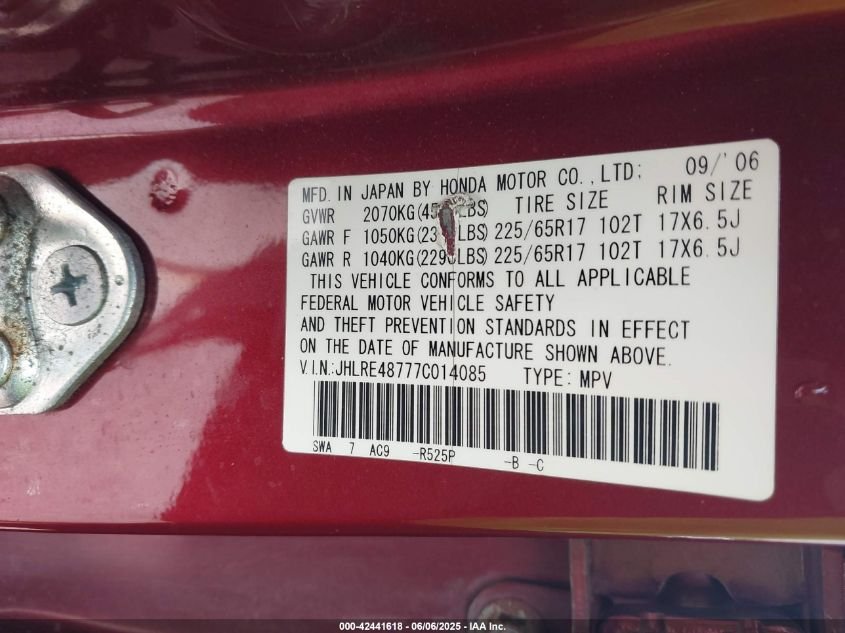 MFD. IN JAPAN BY HONDA MOTOR CO.,LTD; 09/'06
GVWR 2070KG( LBS) TIRE SIZE RIM SIZE
GAWR F 1050KG( LBS) 225/65R17 102T 17X6.5J
GAWR R 1040KG( LBS) 225/65R17 102T 17X6.5J
THIS VEHICLE CONFORMS TO ALL APPLICABLE
FEDERAL MOTOR VEHICLE SAFETY
AND THEFT PREVENTION STANDARDS IN EFFECT
ON THE DATE OF MANUFACTURE SHOWN ABOVE.
V.I.N:JHLRE48777C014085 TYPE: MPV
SWA 7 AC9 -R525P -B -C
000-42441618 - 06/06/2025 - IAA Inc.